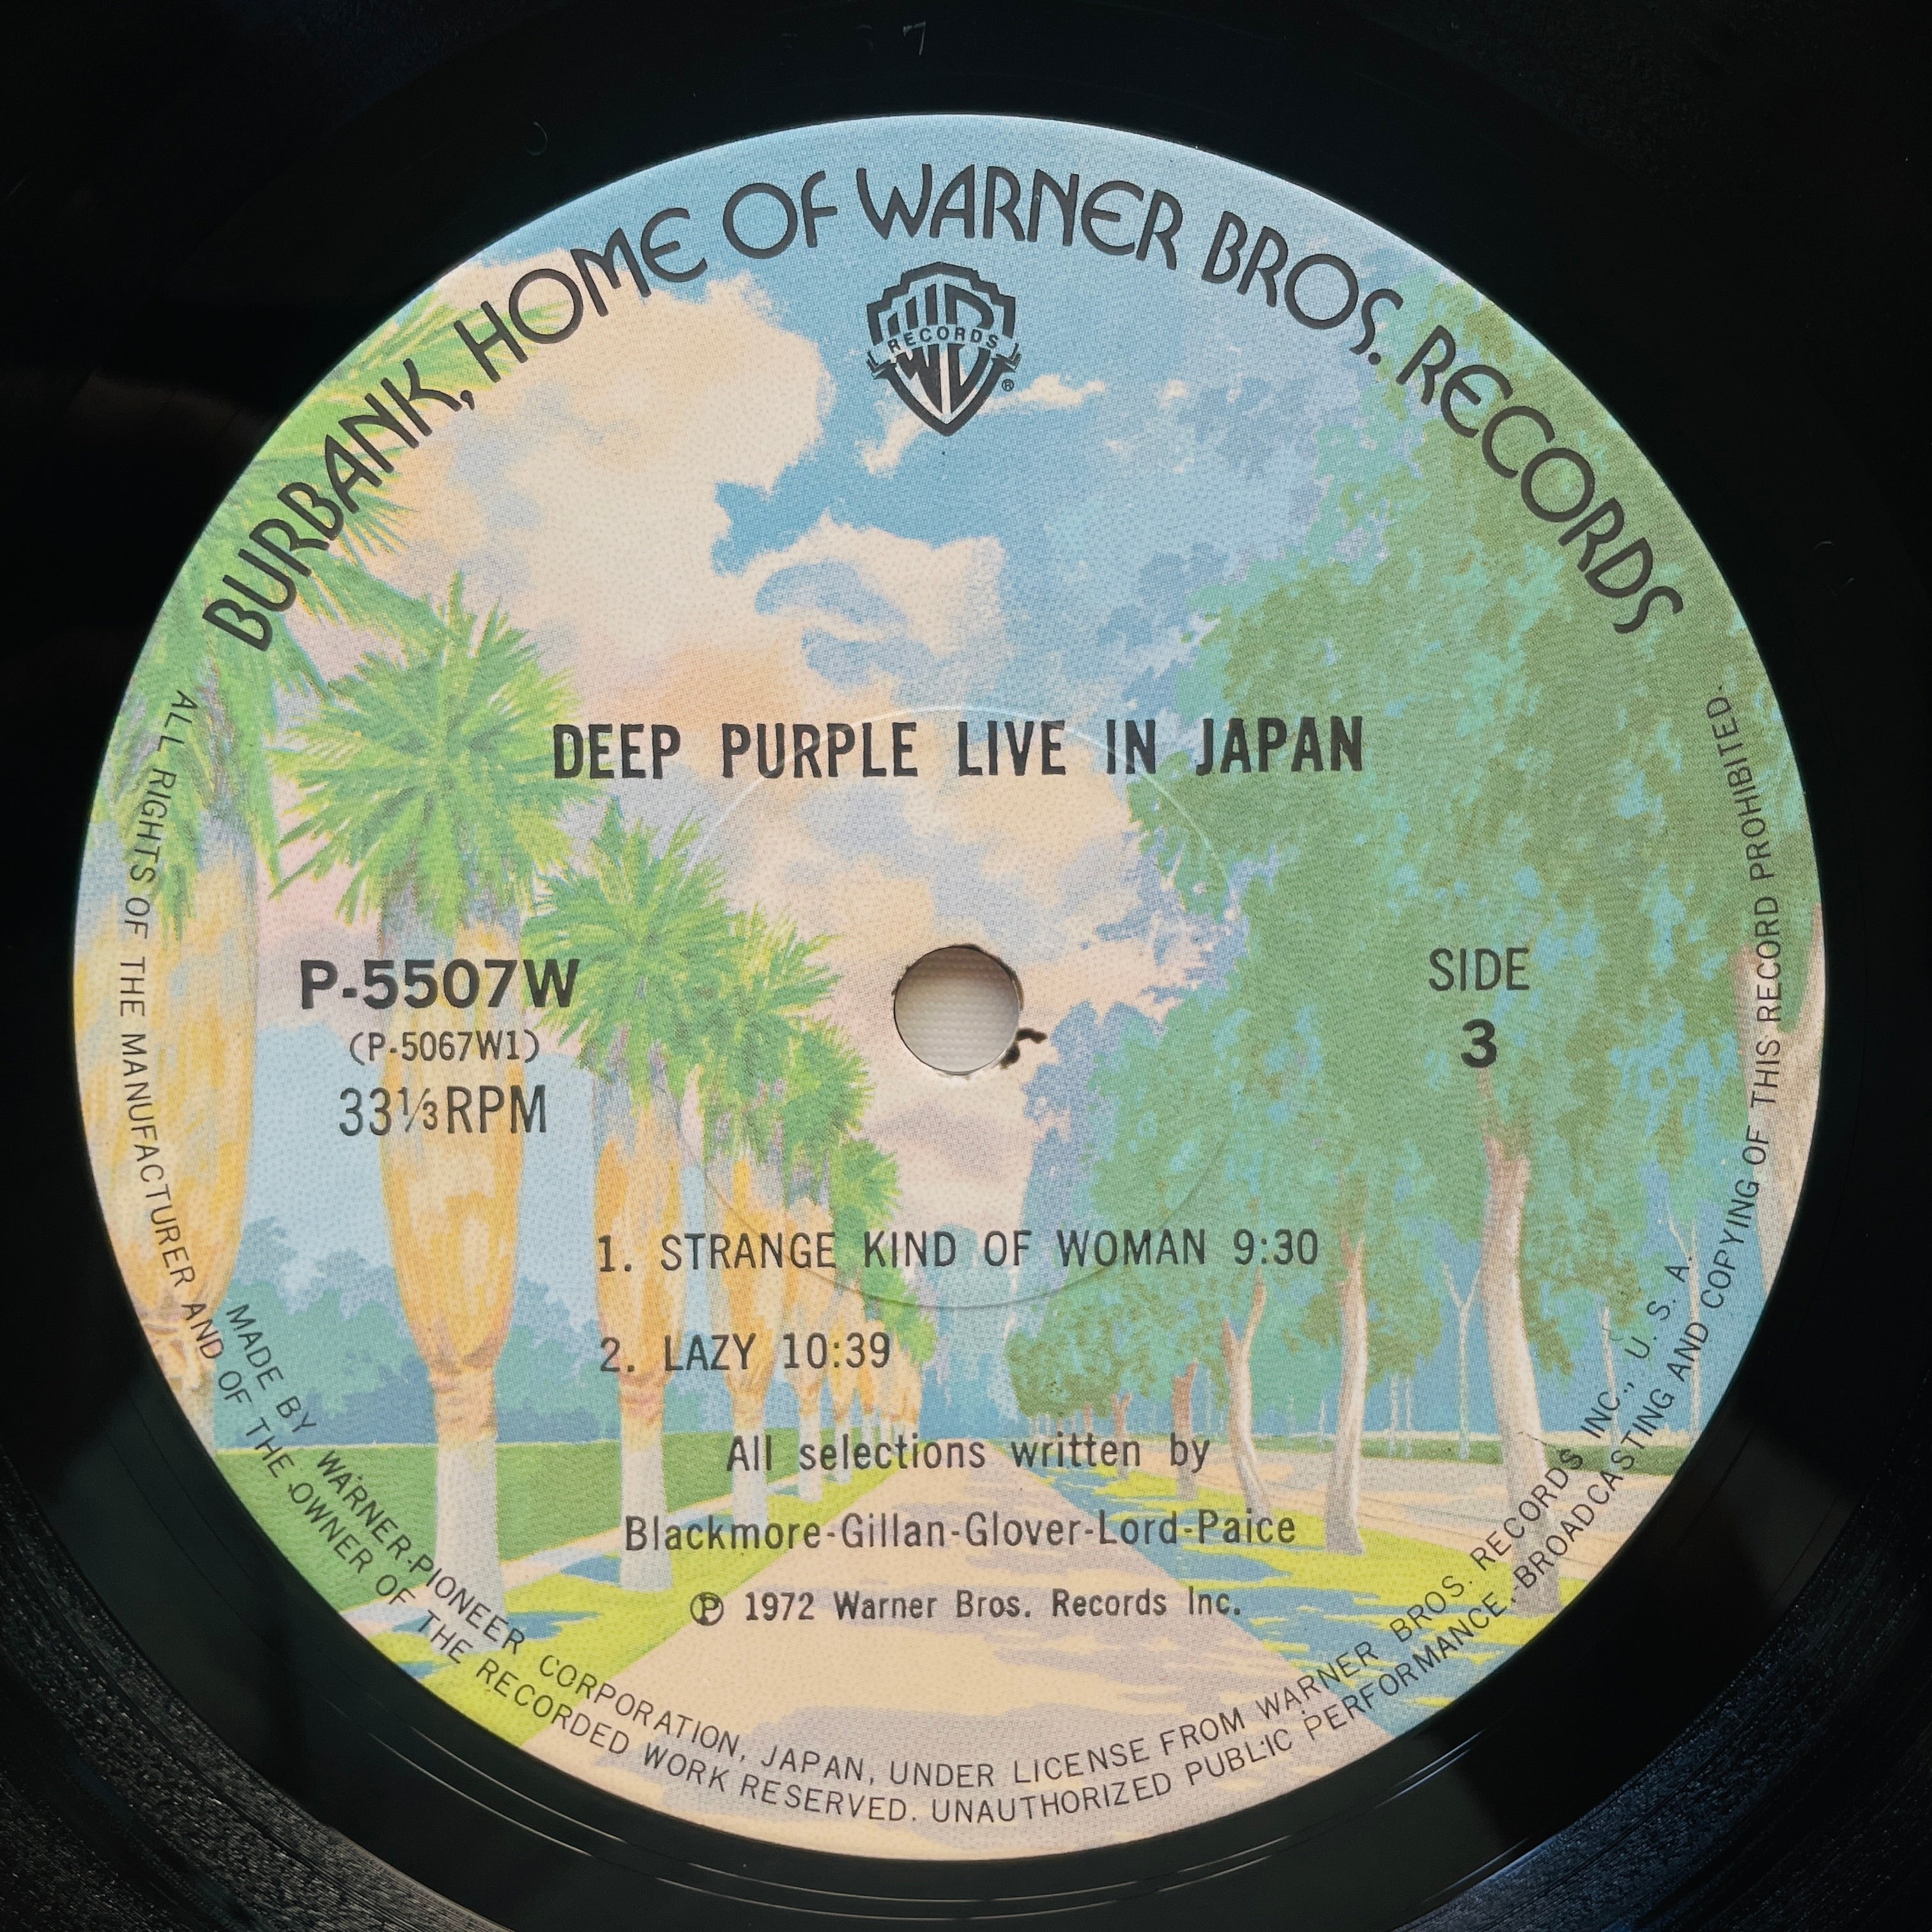 BURBANK, HOME OF WARNER BROS. RECORDS
RECORDS
®
DEEP PURPLE LIVE IN JAPAN
P-5507W
(P-5067W1)
33⅓RPM
SIDE
3
1. STRANGE KIND OF WOMAN 9:30
2. LAZY 10:39
All selections written by
Blackmore-Gillan-Glover-Lord-Paice
℗ 1972 Warner Bros. Records Inc.
MADE BY WARNER-PIONEER CORPORATION, JAPAN, UNDER LICENSE FROM WARNER BROS. RECORDS INC., U. S. A.
ALL RIGHTS OF THE MANUFACTURER AND OF THE OWNER OF THE RECORDED WORK RESERVED. UNAUTHORIZED PUBLIC PERFORMANCE, BROADCASTING AND COPYING OF THIS RECORD PROHIBITED.